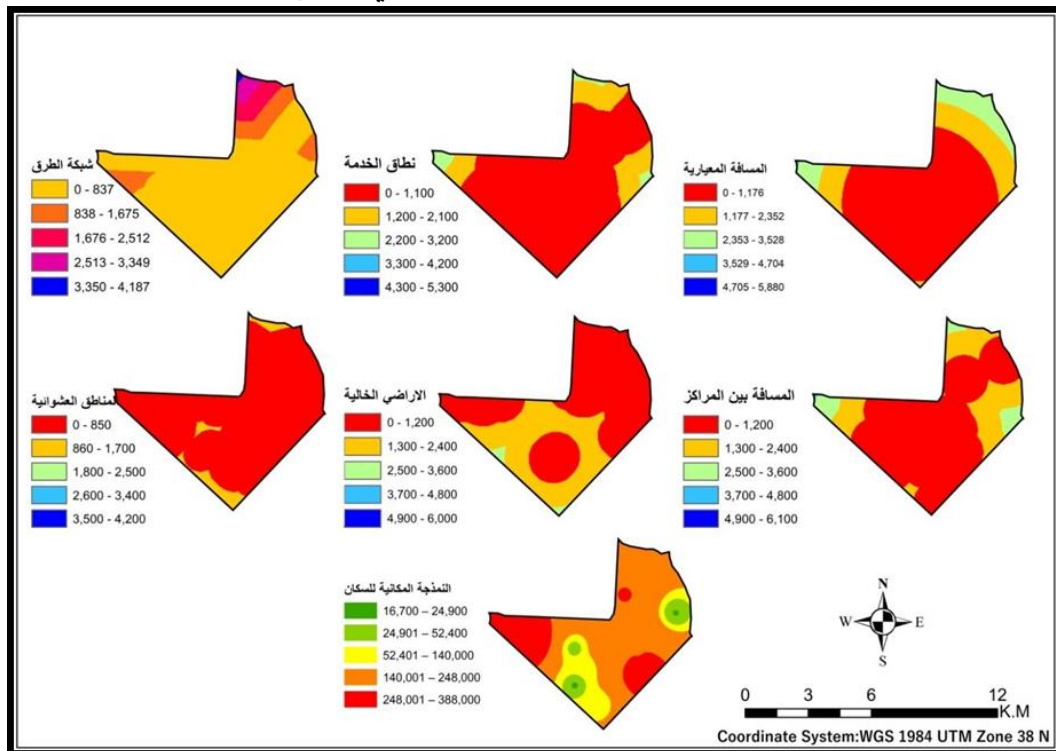 شبكة الطرق
0 - 837
838 - 1,675
1,676 - 2,512
2,513 - 3,349
3,350 - 4,187
نطاق الخدمة
0 - 1,100
1,200 - 2,100
2,200 - 3,200
3,300 - 4,200
4,300 - 5,300
المسافة المعيارية
0 - 1,176
1,177 - 2,352
2,353 - 3,528
3,529 - 4,704
4,705 - 5,880
المناطق العشوائية
0 - 850
860 - 1,700
1,800 - 2,500
2,600 - 3,400
3,500 - 4,200
الاراضي الخالية
0 - 1,200
1,300 - 2,400
2,500 - 3,600
3,700 - 4,800
4,900 - 6,000
المسافة بين المراكز
0 - 1,200
1,300 - 2,400
2,500 - 3,600
3,700 - 4,800
4,900 - 6,100
النمذجة المكانية للسكان
16,700 – 24,900
24,901 – 52,400
52,401 – 140,000
140,001 – 248,000
248,001 – 388,000
N
W E
S
0 3 6 12
K.M
Coordinate System:WGS 1984 UTM Zone 38 N